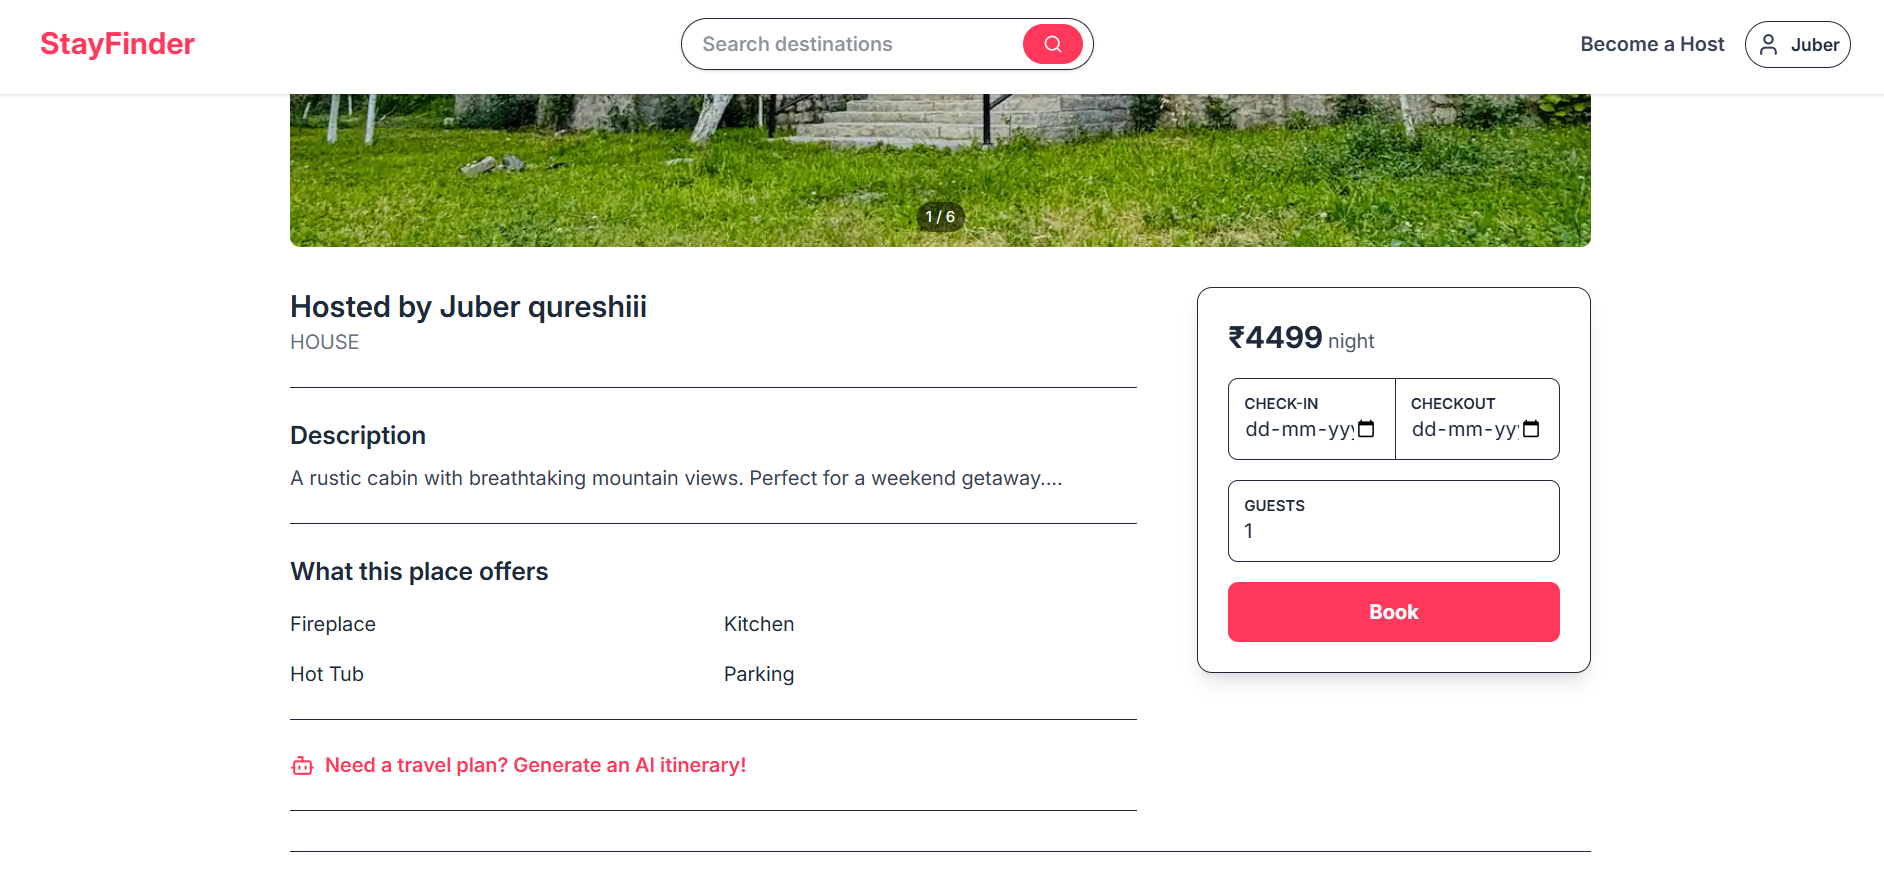 StayFinder
Search destinations
Become a Host
Juber
1 / 6
Hosted by Juber qureshiii
HOUSE
Description
A rustic cabin with breathtaking mountain views. Perfect for a weekend getaway....
What this place offers
Fireplace
Kitchen
Hot Tub
Parking
Need a travel plan? Generate an AI itinerary!
₹4499 night
CHECK-IN
dd-mm-yyy
CHECKOUT
dd-mm-yyy
GUESTS
1
Book